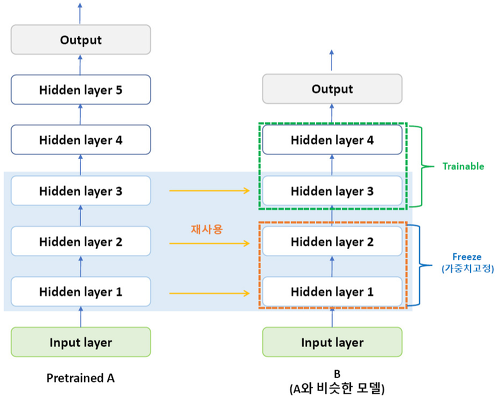 Output
Hidden layer 5
Hidden layer 4
Hidden layer 3
Hidden layer 2
Hidden layer 1
Input layer
Pretrained A
재사용
Output
Hidden layer 4
Hidden layer 3
Hidden layer 2
Hidden layer 1
Input layer
B
(A와 비슷한 모델)
Trainable
Freeze
(가중치고정)